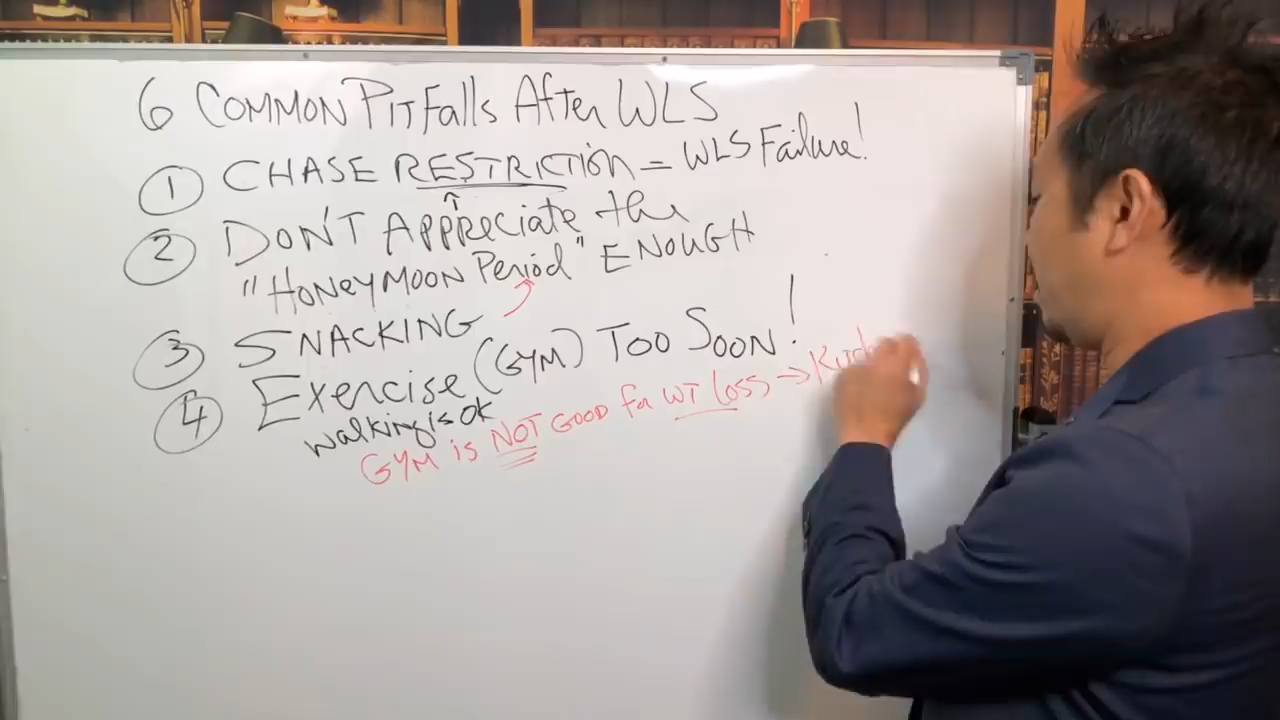 6 COMMON PITFAlls AfTER WLS
1 CHASE RESTRICTION = WLS Failure!
2 DON'T APPReciate the
"HONEYMOON Period" ENOUGH
3 SNACKING
4 Exercise (GYM) Too Soon!
walking is ok
GYM is NOT GOOD for WT loss →